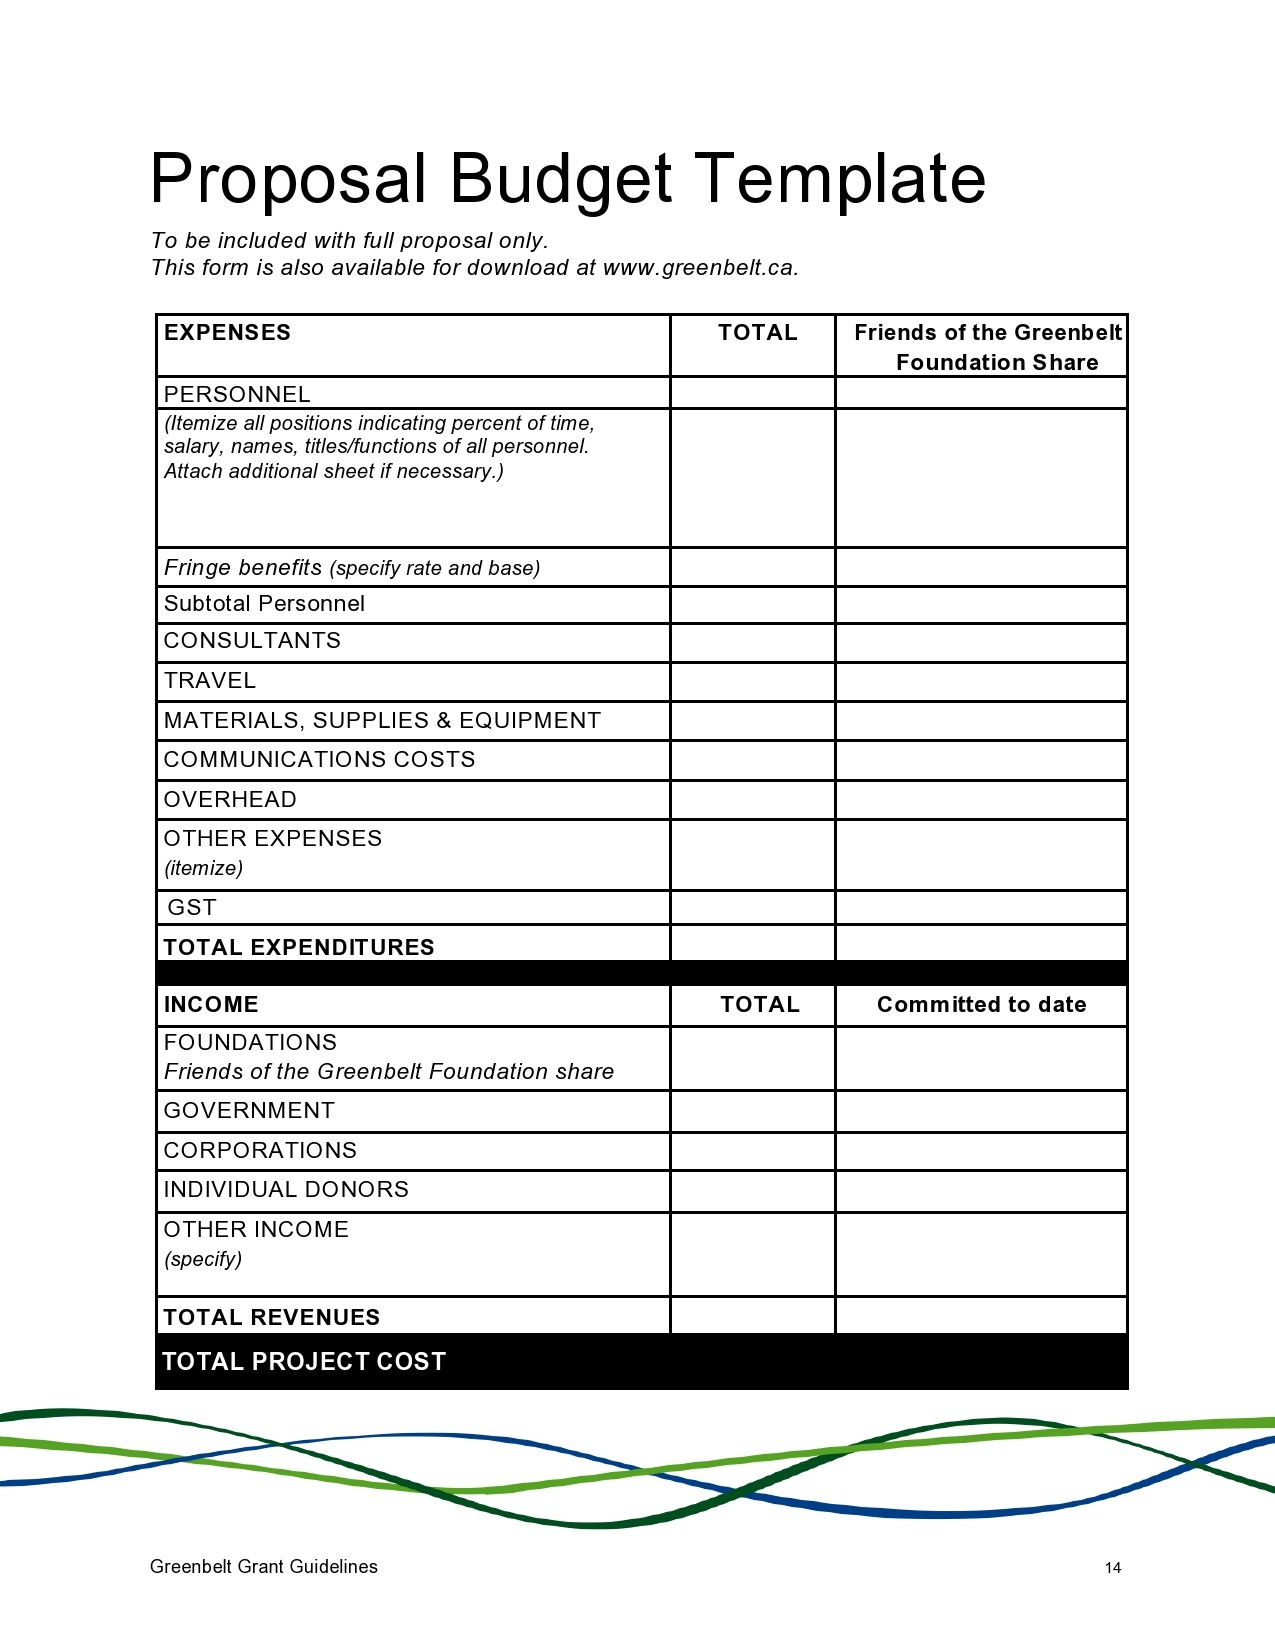 Proposal Budget Template
To be included with full proposal only.
This form is also available for download at www.greenbelt.ca.
EXPENSES TOTAL Friends of the Greenbelt
Foundation Share
PERSONNEL
(Itemize all positions indicating percent of time,
salary, names, titles/functions of all personnel.
Attach additional sheet if necessary.)
Fringe benefits (specify rate and base)
Subtotal Personnel
CONSULTANTS
TRAVEL
MATERIALS, SUPPLIES & EQUIPMENT
COMMUNICATIONS COSTS
OVERHEAD
OTHER EXPENSES
(itemize)
GST
TOTAL EXPENDITURES
INCOME TOTAL Committed to date
FOUNDATIONS
Friends of the Greenbelt Foundation share
GOVERNMENT
CORPORATIONS
INDIVIDUAL DONORS
OTHER INCOME
(specify)
TOTAL REVENUES
TOTAL PROJECT COST
Greenbelt Grant Guidelines 14